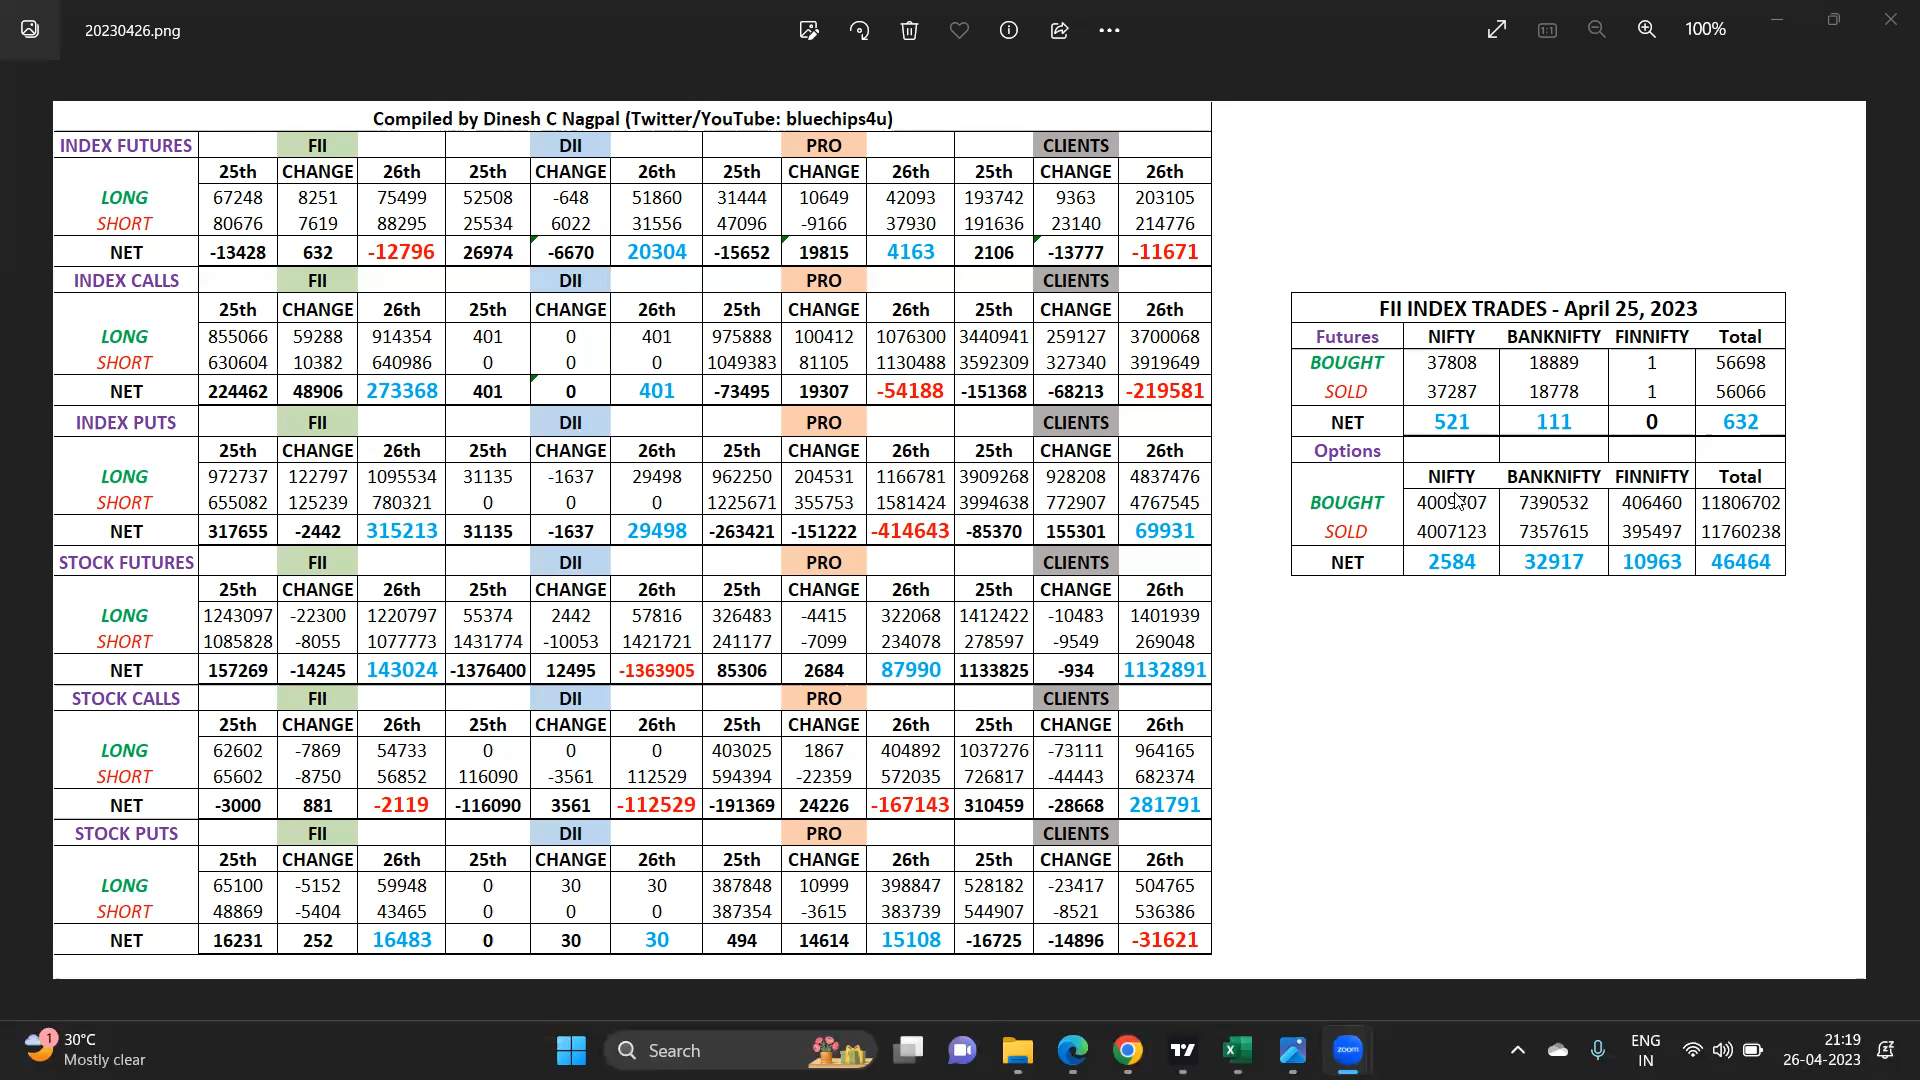 20230426.png
100%
Compiled by Dinesh C Nagpal (Twitter/YouTube: bluechips4u)
INDEX FUTURES FII DII PRO CLIENTS
25th CHANGE 26th 25th CHANGE 26th 25th CHANGE 26th 25th CHANGE 26th
LONG 67248 8251 75499 52508 -648 51860 31444 10649 42093 193742 9363 203105
SHORT 80676 7619 88295 25534 6022 31556 47096 -9166 37930 191636 23140 214776
NET -13428 632 -12796 26974 -6670 20304 -15652 19815 4163 2106 -13777 -11671
INDEX CALLS FII DII PRO CLIENTS
25th CHANGE 26th 25th CHANGE 26th 25th CHANGE 26th 25th CHANGE 26th
LONG 855066 59288 914354 401 0 401 975888 100412 1076300 3440941 259127 3700068
SHORT 630604 10382 640986 0 0 0 1049383 81105 1130488 3592309 327340 3919649
NET 224462 48906 273368 401 0 401 -73495 19307 -54188 -151368 -68213 -219581
INDEX PUTS FII DII PRO CLIENTS
25th CHANGE 26th 25th CHANGE 26th 25th CHANGE 26th 25th CHANGE 26th
LONG 972737 122797 1095534 31135 -1637 29498 962250 204531 1166781 3909268 928208 4837476
SHORT 655082 125239 780321 0 0 0 1225671 355753 1581424 3994638 772907 4767545
NET 317655 -2442 315213 31135 -1637 29498 -263421 -151222 -414643 -85370 155301 69931
STOCK FUTURES FII DII PRO CLIENTS
25th CHANGE 26th 25th CHANGE 26th 25th CHANGE 26th 25th CHANGE 26th
LONG 1243097 -22300 1220797 55374 2442 57816 326483 -4415 322068 1412422 -10483 1401939
SHORT 1085828 -8055 1077773 1431774 -10053 1421721 241177 -7099 234078 278597 -9549 269048
NET 157269 -14245 143024 -1376400 12495 -1363905 85306 2684 87990 1133825 -934 1132891
STOCK CALLS FII DII PRO CLIENTS
25th CHANGE 26th 25th CHANGE 26th 25th CHANGE 26th 25th CHANGE 26th
LONG 62602 -7869 54733 0 0 0 403025 1867 404892 1037276 -73111 964165
SHORT 65602 -8750 56852 116090 -3561 112529 594394 -22359 572035 726817 -44443 682374
NET -3000 881 -2119 -116090 3561 -112529 -191369 24226 -167143 310459 -28668 281791
STOCK PUTS FII DII PRO CLIENTS
25th CHANGE 26th 25th CHANGE 26th 25th CHANGE 26th 25th CHANGE 26th
LONG 65100 -5152 59948 0 30 30 387848 10999 398847 528182 -23417 504765
SHORT 48869 -5404 43465 0 0 0 387354 -3615 383739 544907 -8521 536386
NET 16231 252 16483 0 30 30 494 14614 15108 -16725 -14896 -31621
FII INDEX TRADES - April 25, 2023
Futures NIFTY BANKNIFTY FINNIFTY Total
BOUGHT 37808 18889 1 56698
SOLD 37287 18778 1 56066
NET 521 111 0 632
Options
NIFTY BANKNIFTY FINNIFTY Total
BOUGHT 4009707 7390532 406460 11806702
SOLD 4007123 7357615 395497 11760238
NET 2584 32917 10963 46464
1
30°C
Mostly clear
Search
zoom
ENG
IN
21:19
26-04-2023